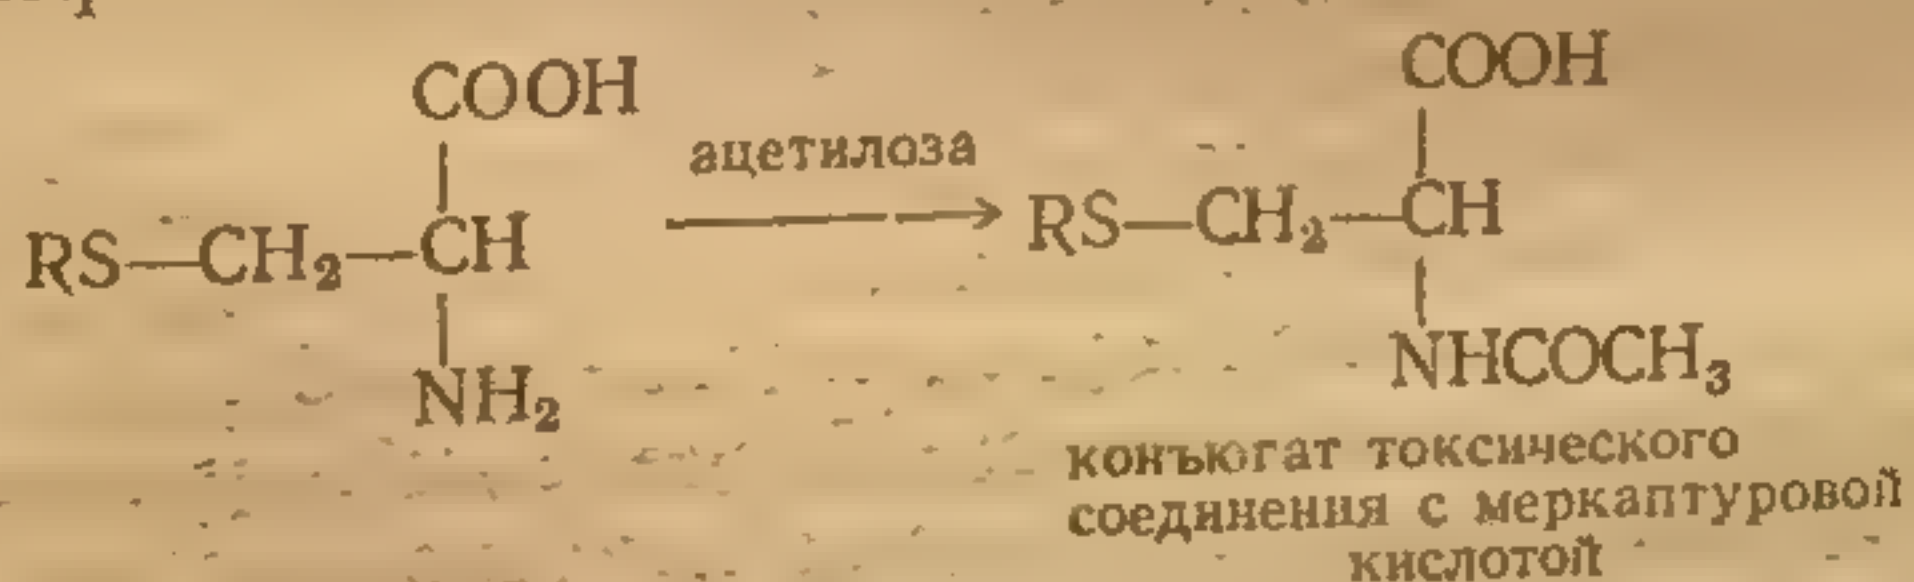 COOH
COOH
ацетилоза
RS—CH₂—CH
RS—CH₂—CH
NH₂
NHCOCH₃
конъюгат токсического
соединения с меркаптуровой
кислотой